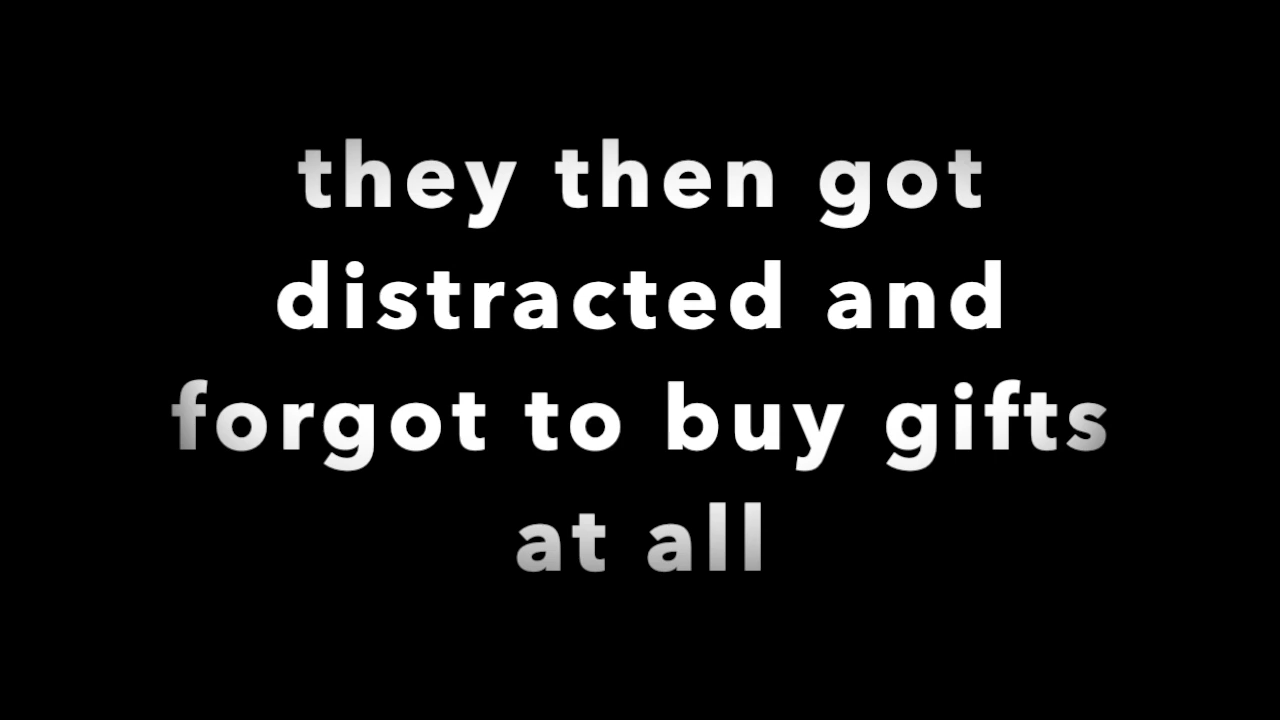 they then got
distracted and
forgot to buy gifts
at all